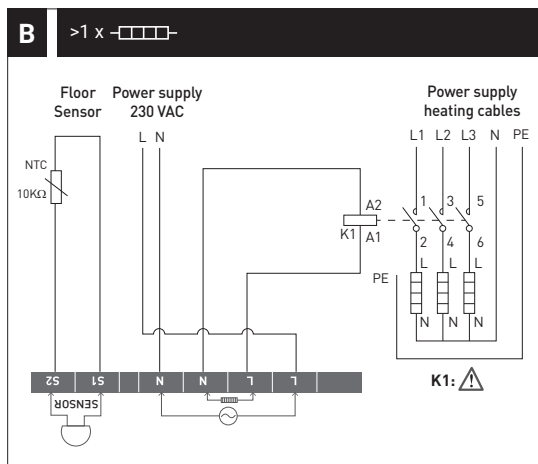 B >1 x
Floor Sensor
Power supply 230 VAC
Power supply heating cables
L N
L1 L2 L3 N PE
NTC
10KΩ
A2
K1 A1
1 3 5
2 4 6
L L L
PE
N N N
K1:
S2 S1 N N L L
SENSOR